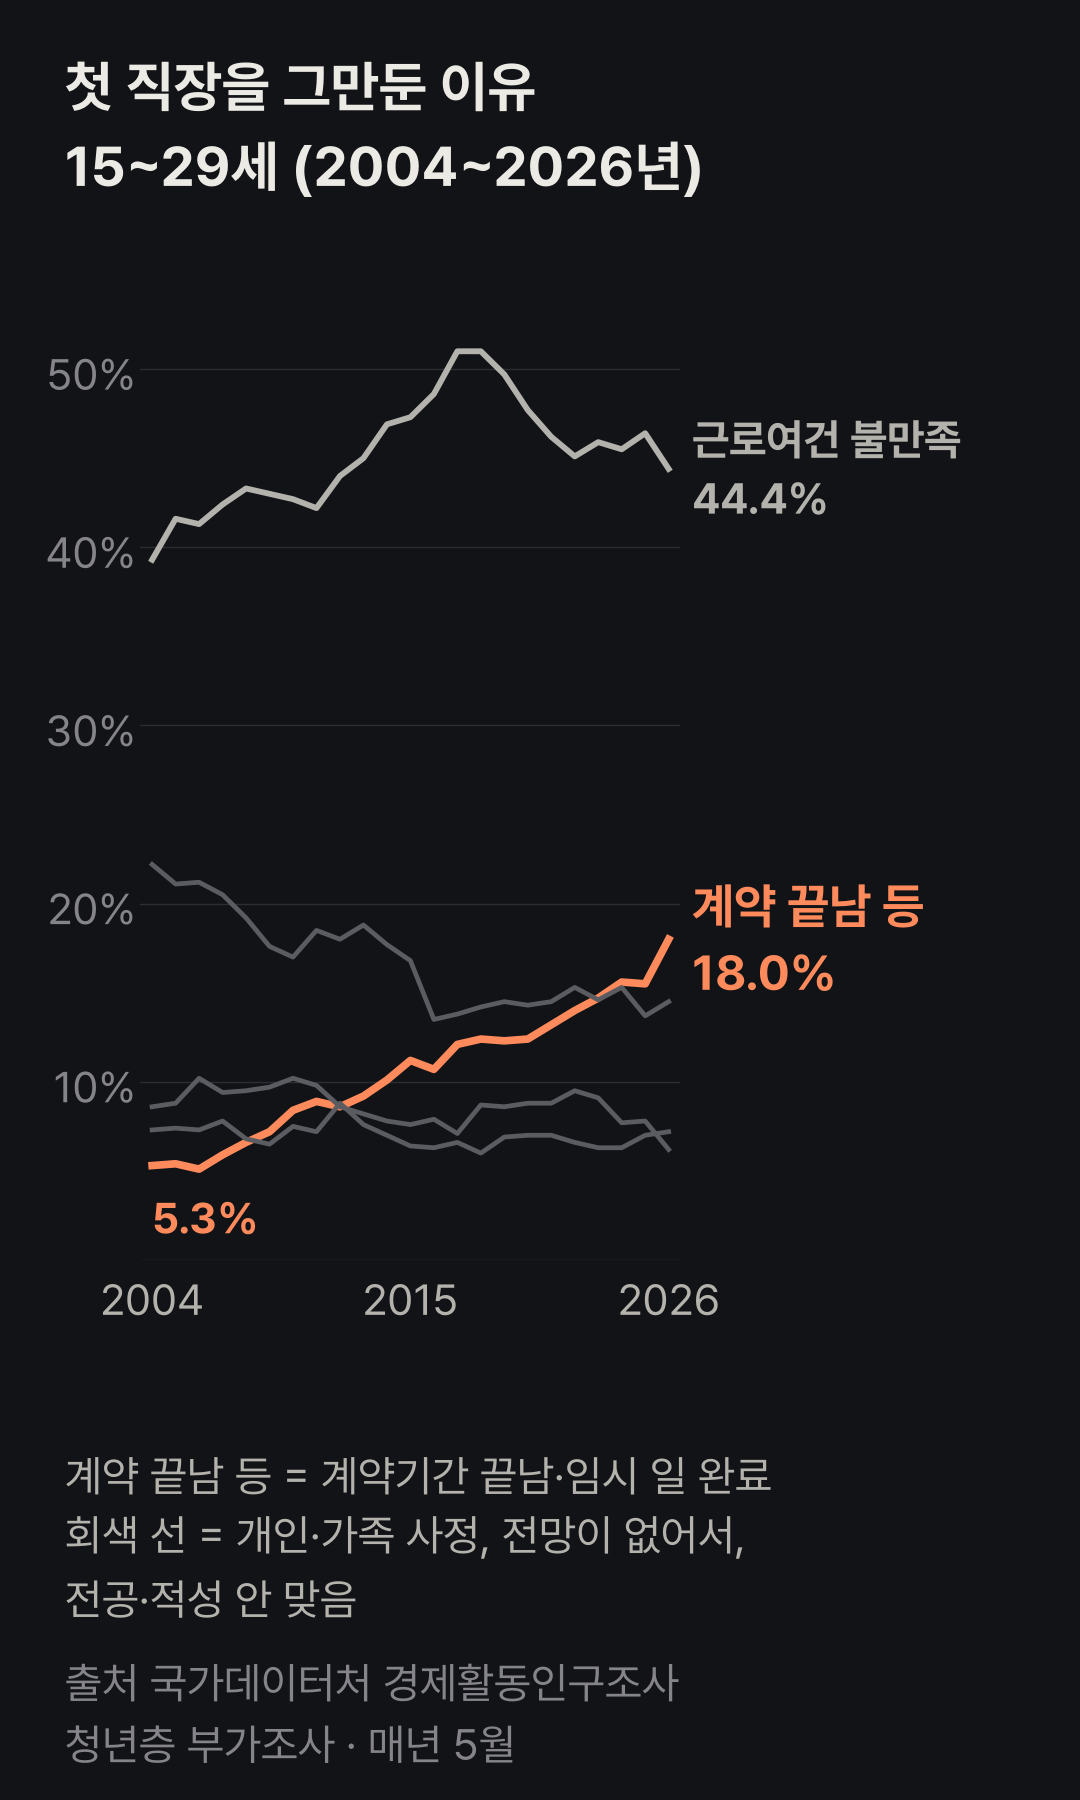 첫 직장을 그만둔 이유
15~29세 (2004~2026년)
50%
근로여건 불만족
44.4%
40%
30%
20%
계약 끝남 등
18.0%
10%
5.3%
2004 2015 2026
계약 끝남 등 = 계약기간 끝남·임시 일 완료
회색 선 = 개인·가족 사정, 전망이 없어서,
전공·적성 안 맞음
출처 국가데이터처 경제활동인구조사
청년층 부가조사 · 매년 5월